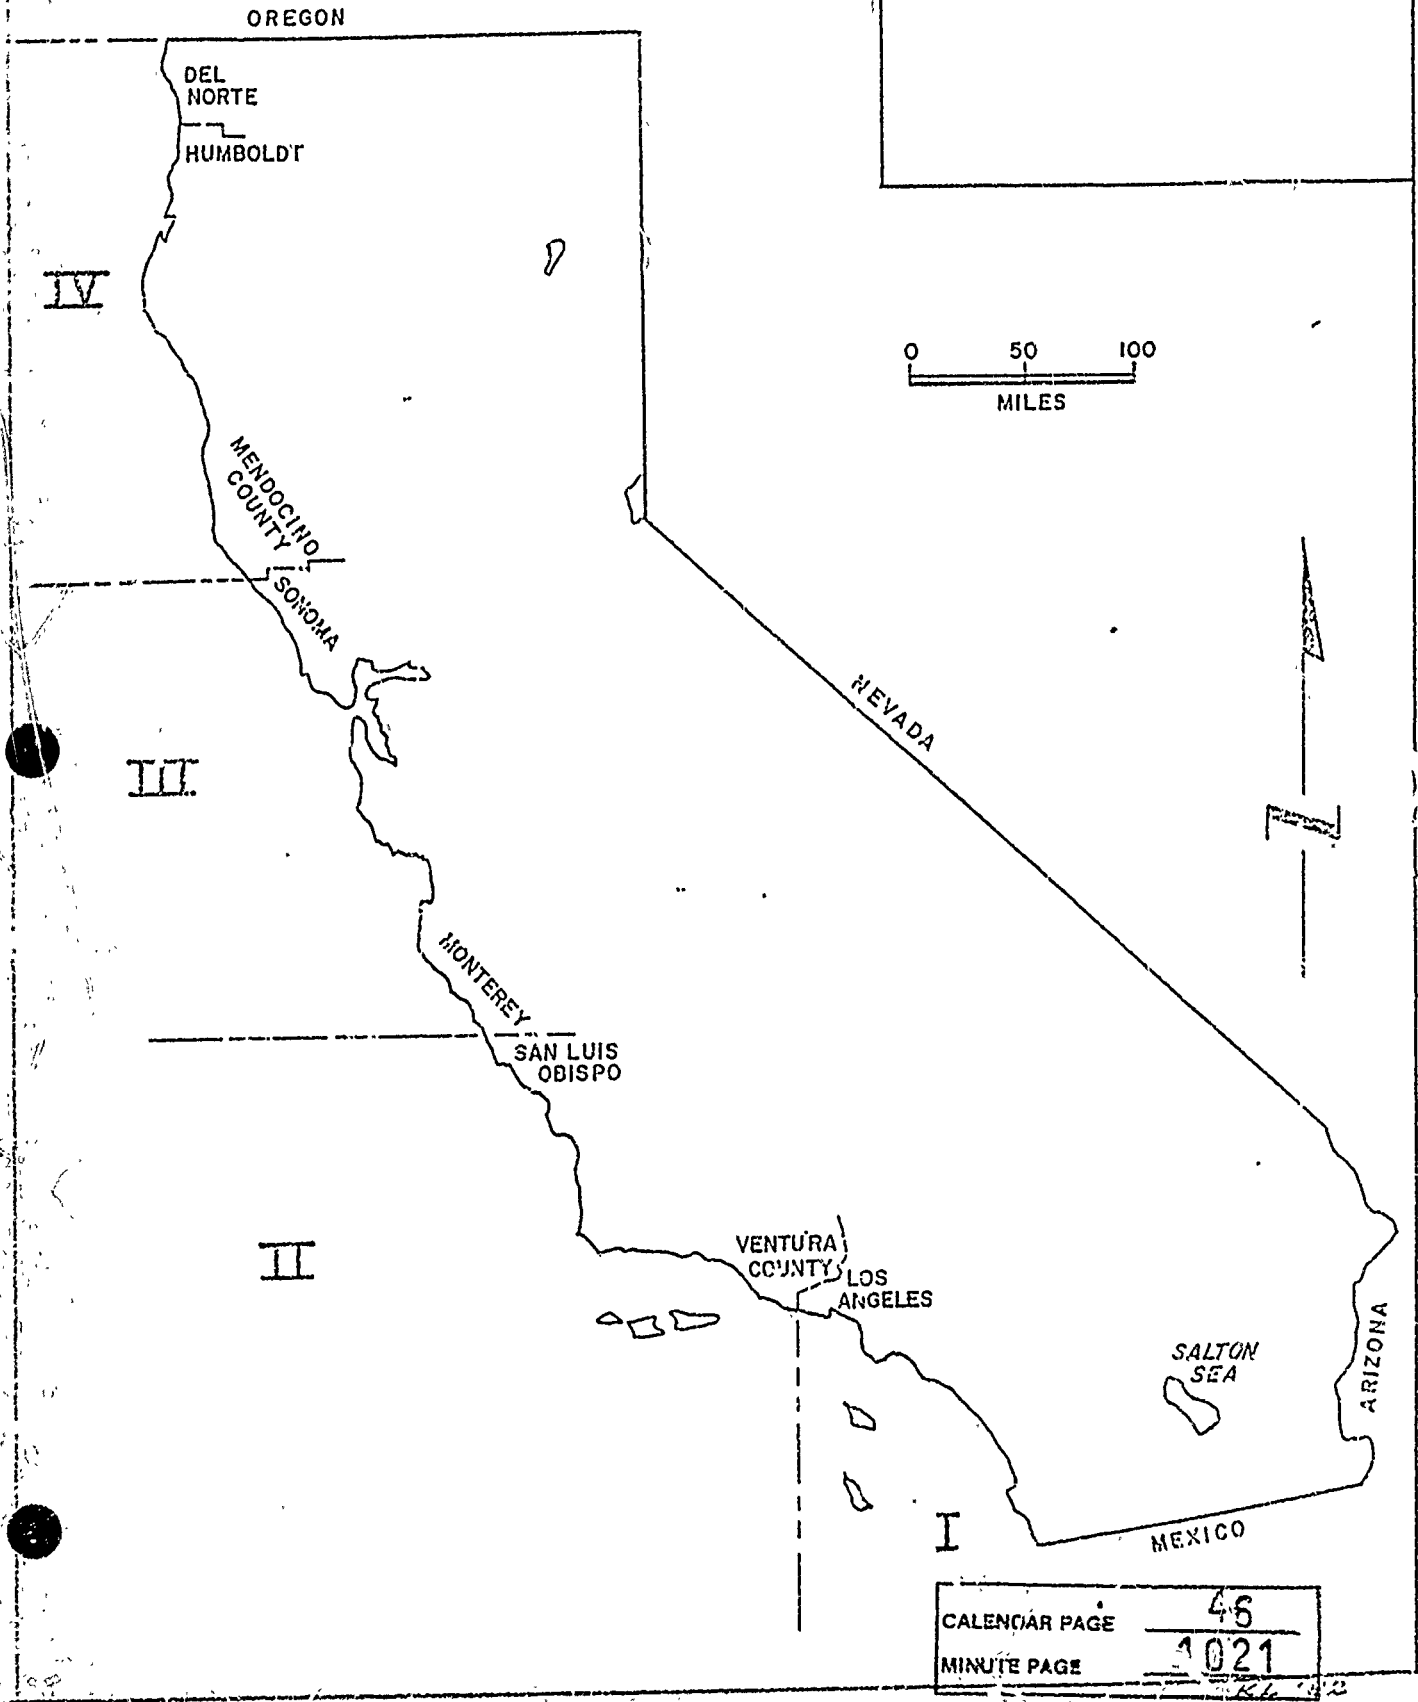 OREGON
DEL
NORTE
HUMBOLDT
IV
0 50 100
MILES
MENDOCINO
COUNTY
SONOMA
NEVADA
III
N
MONTEREY
SAN LUIS
OBISPO
II
VENTURA
COUNTY
LOS
ANGELES
SALTON
SEA
ARIZONA
I
MEXICO
CALENDAR PAGE 46
MINUTE PAGE 1021